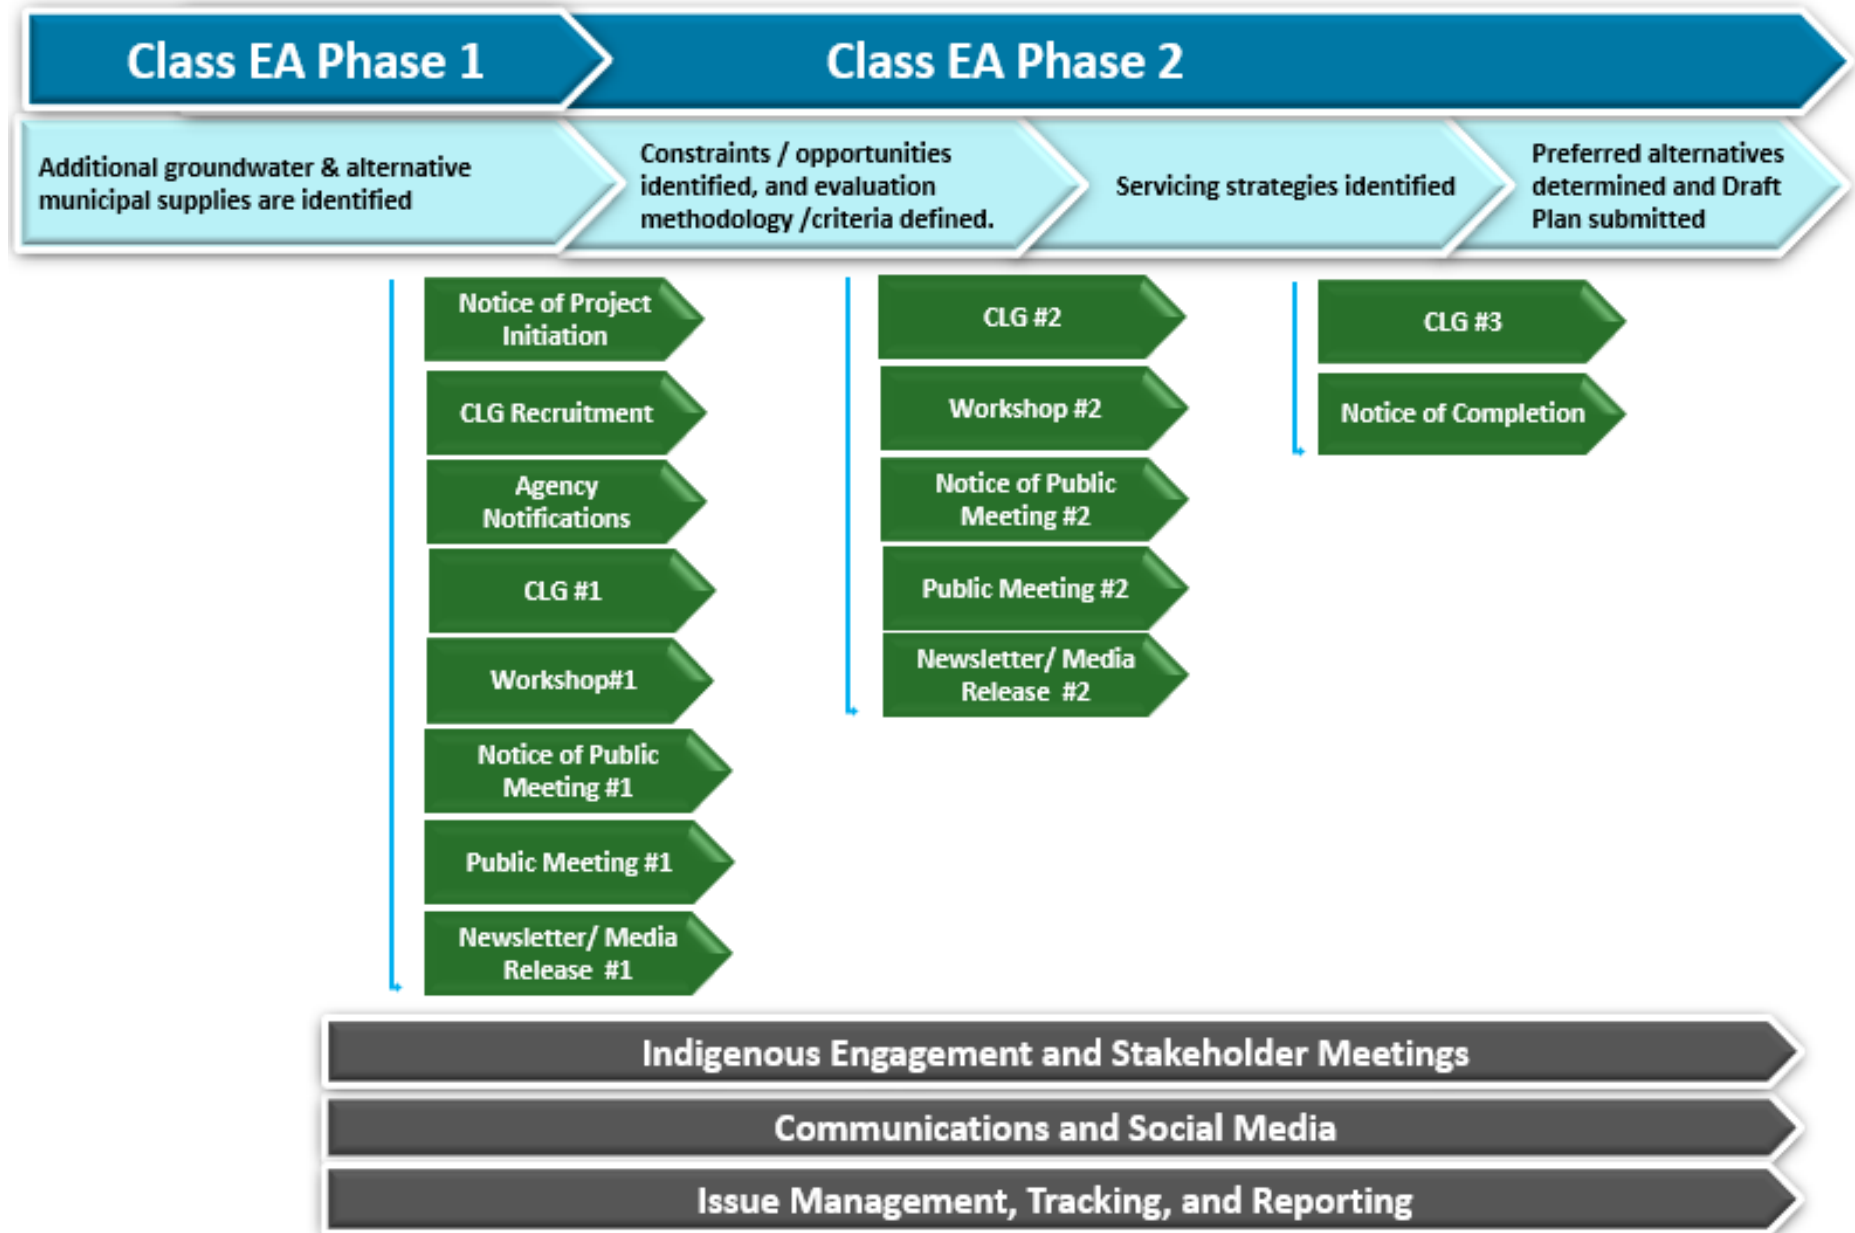 Class EA Phase 1
Class EA Phase 2
Additional groundwater & alternative
municipal supplies are identified
Constraints / opportunities
identified, and evaluation
methodology /criteria defined.
Servicing strategies identified
Preferred alternatives
determined and Draft
Plan submitted
Notice of Project
Initiation
CLG Recruitment
Agency
Notifications
CLG #1
Workshop#1
Notice of Public
Meeting #1
Public Meeting #1
Newsletter/ Media
Release #1
CLG #2
Workshop #2
Notice of Public
Meeting #2
Public Meeting #2
Newsletter/ Media
Release #2
CLG #3
Notice of Completion
Indigenous Engagement and Stakeholder Meetings
Communications and Social Media
Issue Management, Tracking, and Reporting